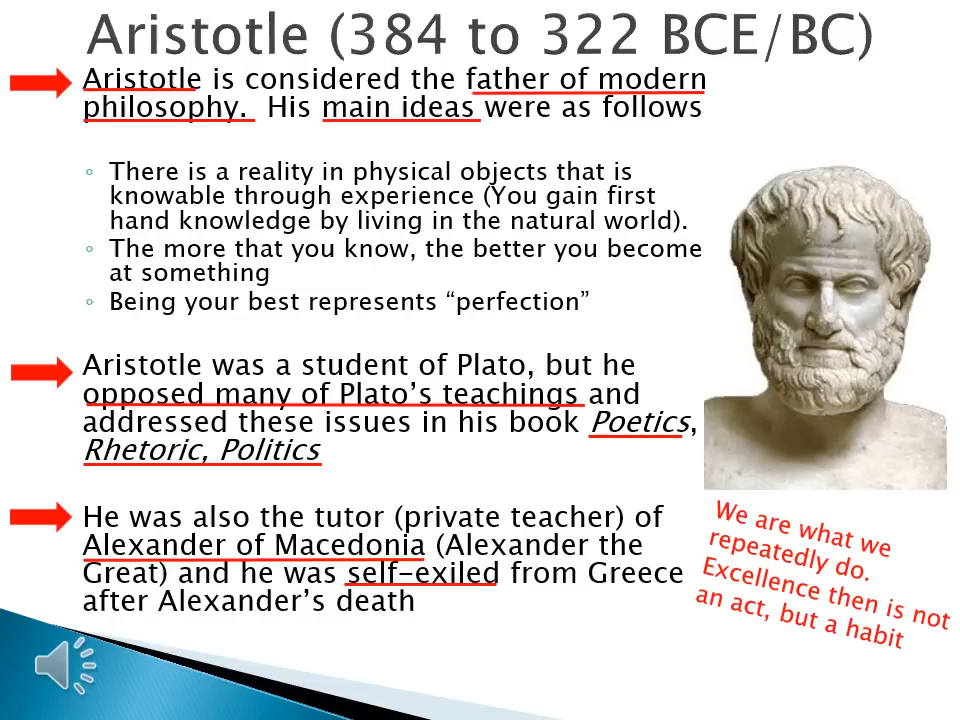 Aristotle (384 to 322 BCE/BC)
Aristotle is considered the father of modern
philosophy. His main ideas were as follows
◦ There is a reality in physical objects that is
knowable through experience (You gain first
hand knowledge by living in the natural world).
◦ The more that you know, the better you become
at something
◦ Being your best represents “perfection”
Aristotle was a student of Plato, but he
opposed many of Plato’s teachings and
addressed these issues in his book Poetics,
Rhetoric, Politics
He was also the tutor (private teacher) of
Alexander of Macedonia (Alexander the
Great) and he was self-exiled from Greece
after Alexander’s death
We are what we
repeatedly do.
Excellence then is not
an act, but a habit